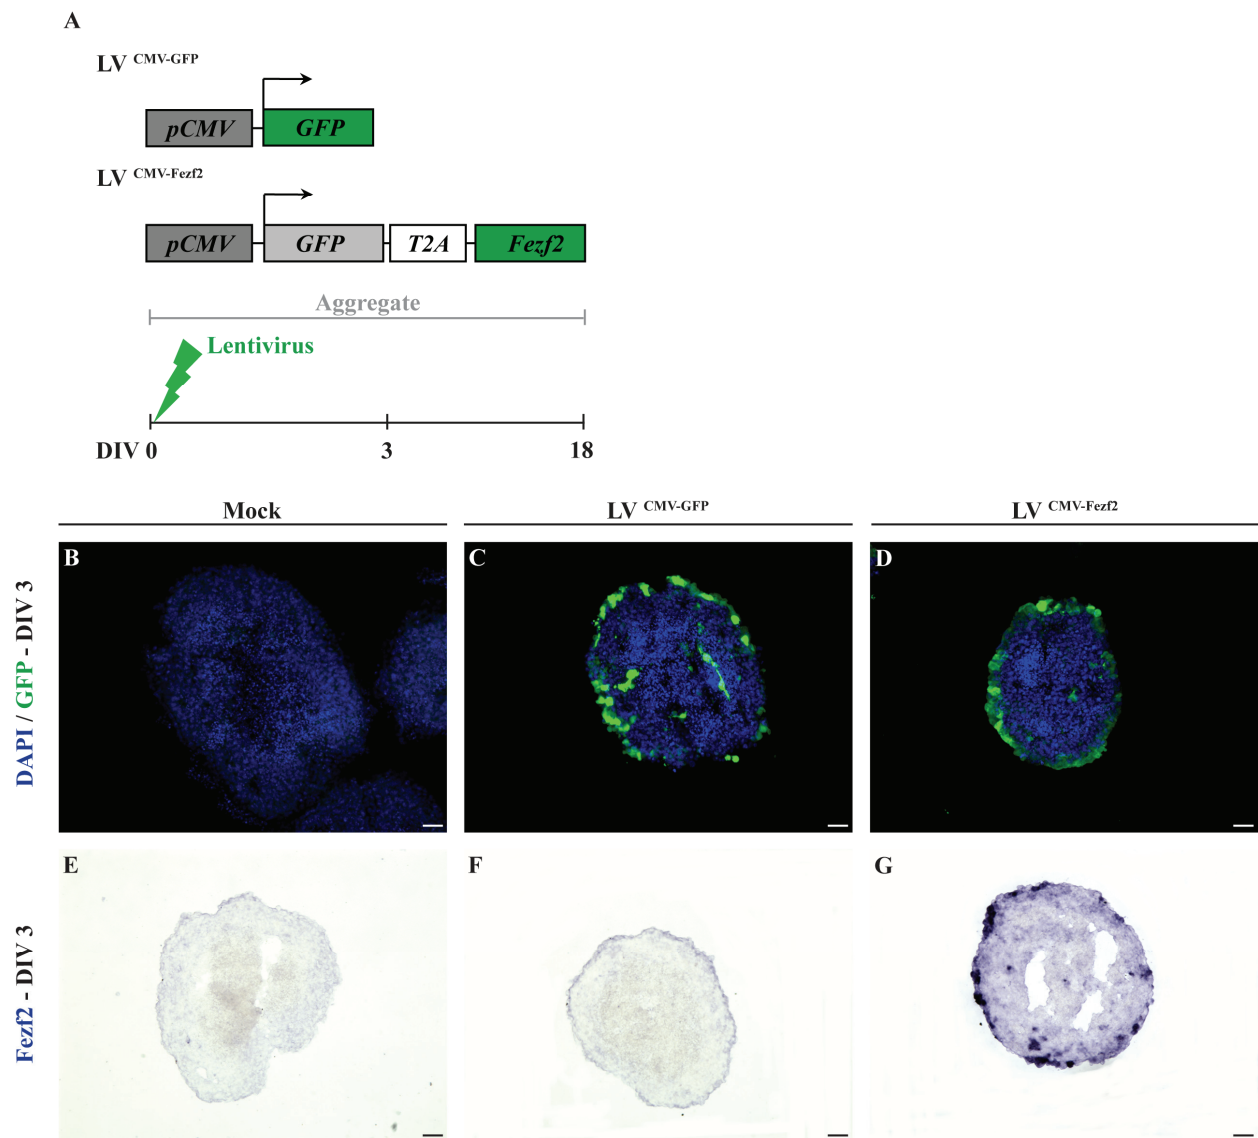 A
LV CMV-GFP
pCMV GFP
LV CMV-Fezf2
pCMV GFP T2A Fezf2
Aggregate
Lentivirus
DIV 0 3 18
Mock LV CMV-GFP LV CMV-Fezf2
DAPI / GFP - DIV 3
B C D
Fezf2 - DIV 3
E F G